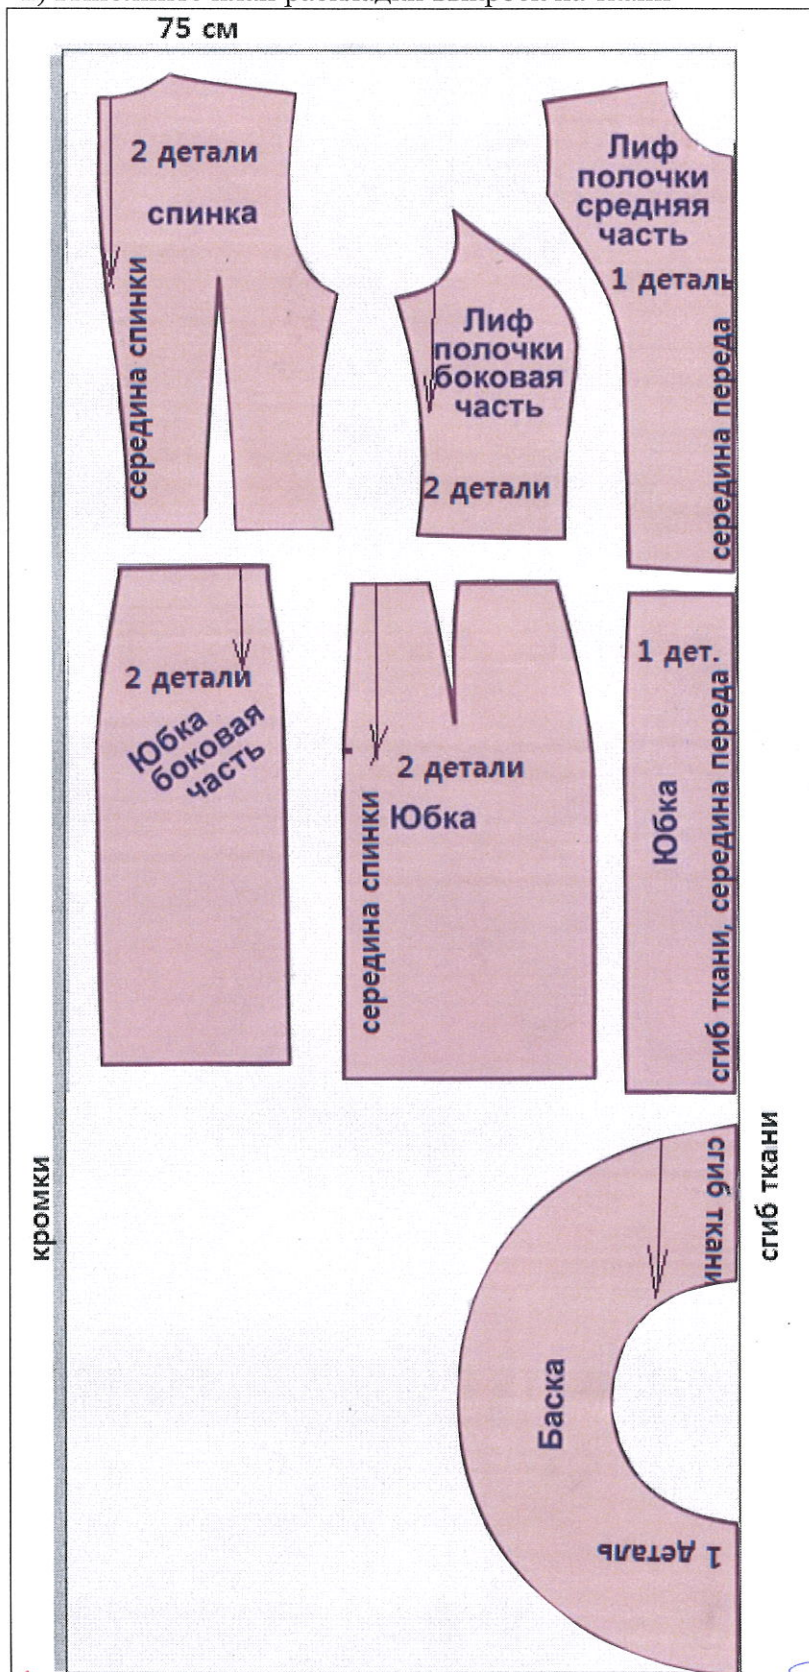 75 см
2 детали
спинка
середина спинки
Лиф
полочки
боковая
часть
2 детали
Лиф
полочки
средняя
часть
1 деталь
середина переда
2 детали
Юбка
боковая
часть
2 детали
Юбка
середина спинки
1 дет.
Юбка
сгиб ткани, середина переда
кромки
сгиб ткани
сгиб ткани
Баска
1 деталь